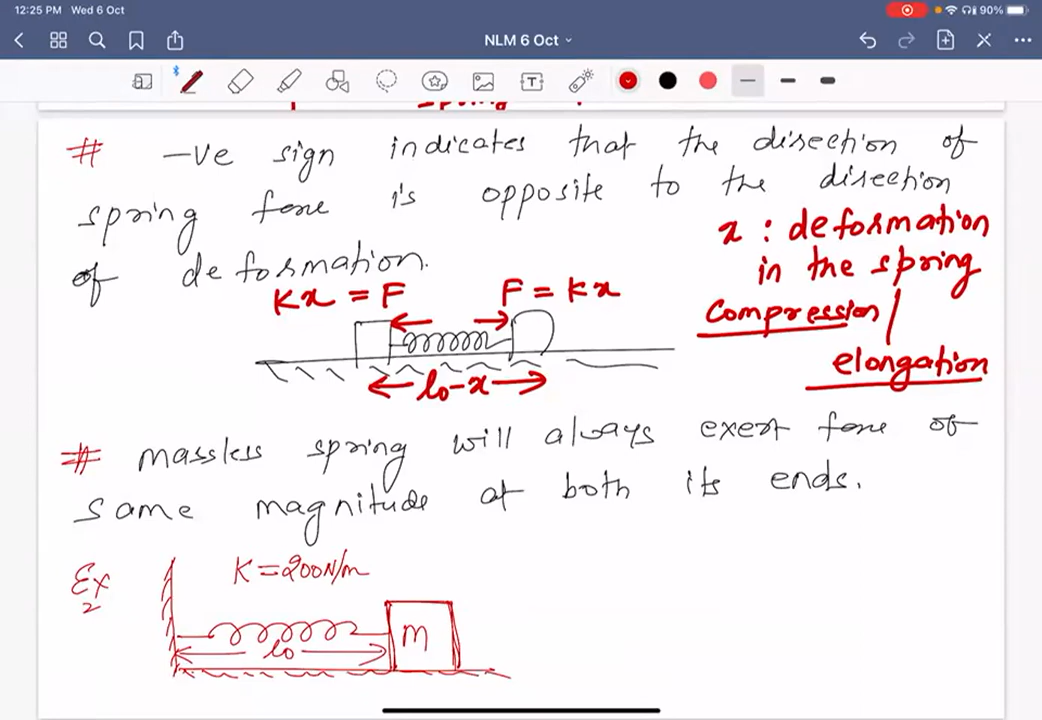 12:25 PM Wed 6 Oct
90%
NLM 6 Oct
T
spring
# -ve sign indicates that the direction of
spring force is opposite to the direction
of deformation.
x : deformation
in the spring
compression/
elongation
Kx = F
F = Kx
l0-x
# massless spring will always exert force of
same magnitude at both its ends.
Ex
2
K = 200N/m
l0
m